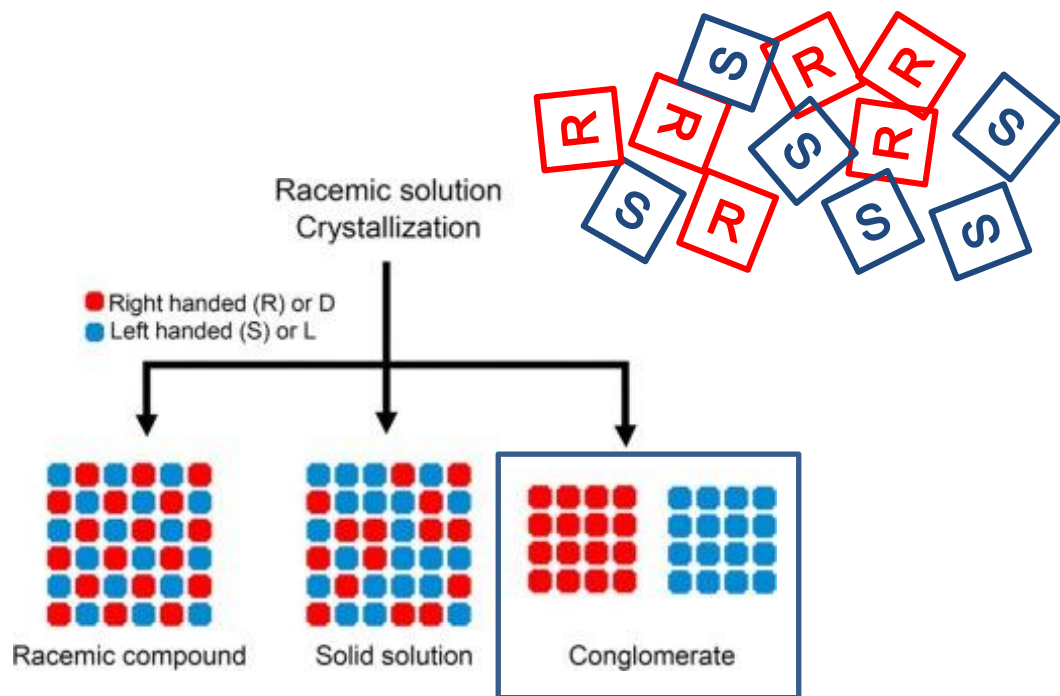 S R R
R R S R S
S R S S
Racemic solution
Crystallization
Right handed (R) or D
Left handed (S) or L
Racemic compound
Solid solution
Conglomerate